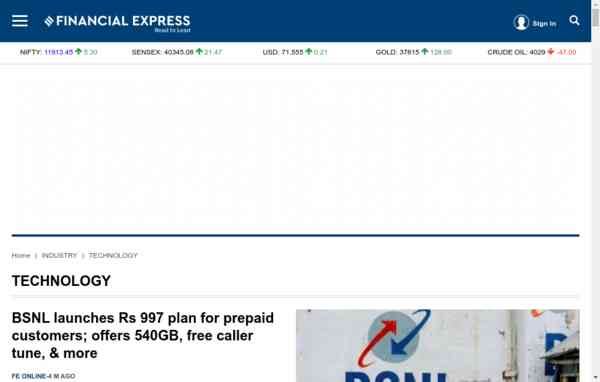 FINANCIAL EXPRESS
Read to Lead
Sign In
NIFTY: 11913.45 5.30 SENSEX: 40345.08 21.47 USD: 71.555 0.21 GOLD: 37815 128.00 CRUDE OIL: 4029 -47.00
Home | INDUSTRY | TECHNOLOGY
TECHNOLOGY
BSNL launches Rs 997 plan for prepaid
customers; offers 540GB, free caller
tune, & more
FE ONLINE-4 M AGO
BSNL